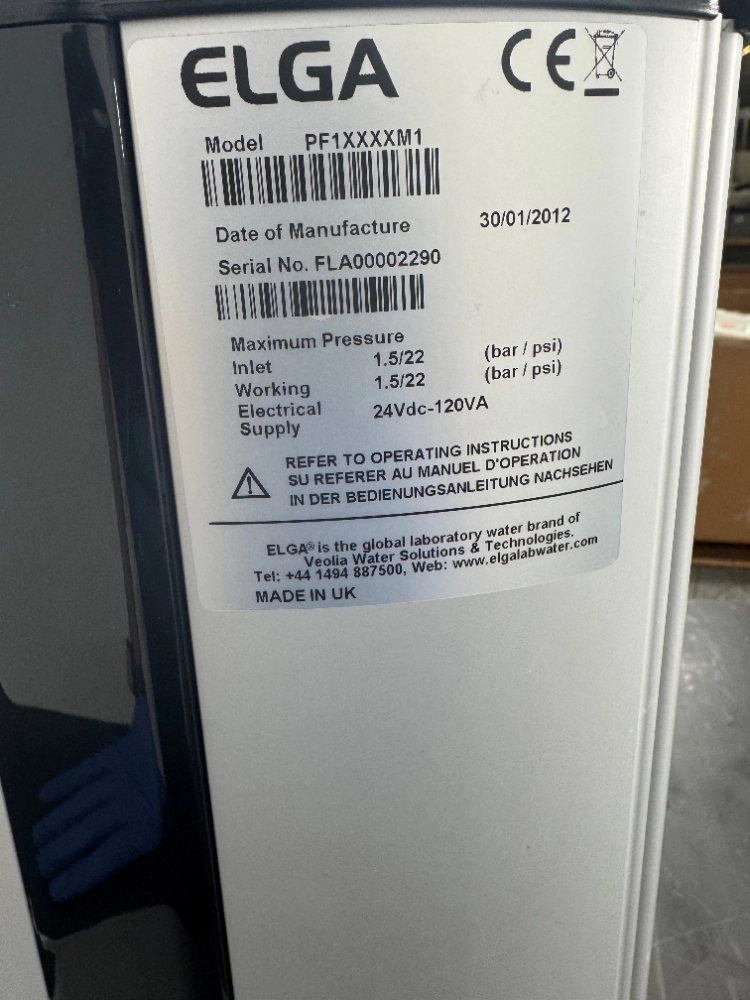 ELGA CE
Model PF1XXXXM1
Date of Manufacture 30/01/2012
Serial No. FLA00002290
Maximum Pressure
Inlet 1.5/22 (bar / psi)
Working 1.5/22 (bar / psi)
Electrical 24Vdc-120VA
Supply
REFER TO OPERATING INSTRUCTIONS
SU REFERER AU MANUEL D'OPERATION
IN DER BEDIENUNGSANLEITUNG NACHSEHEN
ELGA® is the global laboratory water brand of
Veolia Water Solutions & Technologies.
Tel: +44 1494 887500, Web: www.elgalabwater.com
MADE IN UK